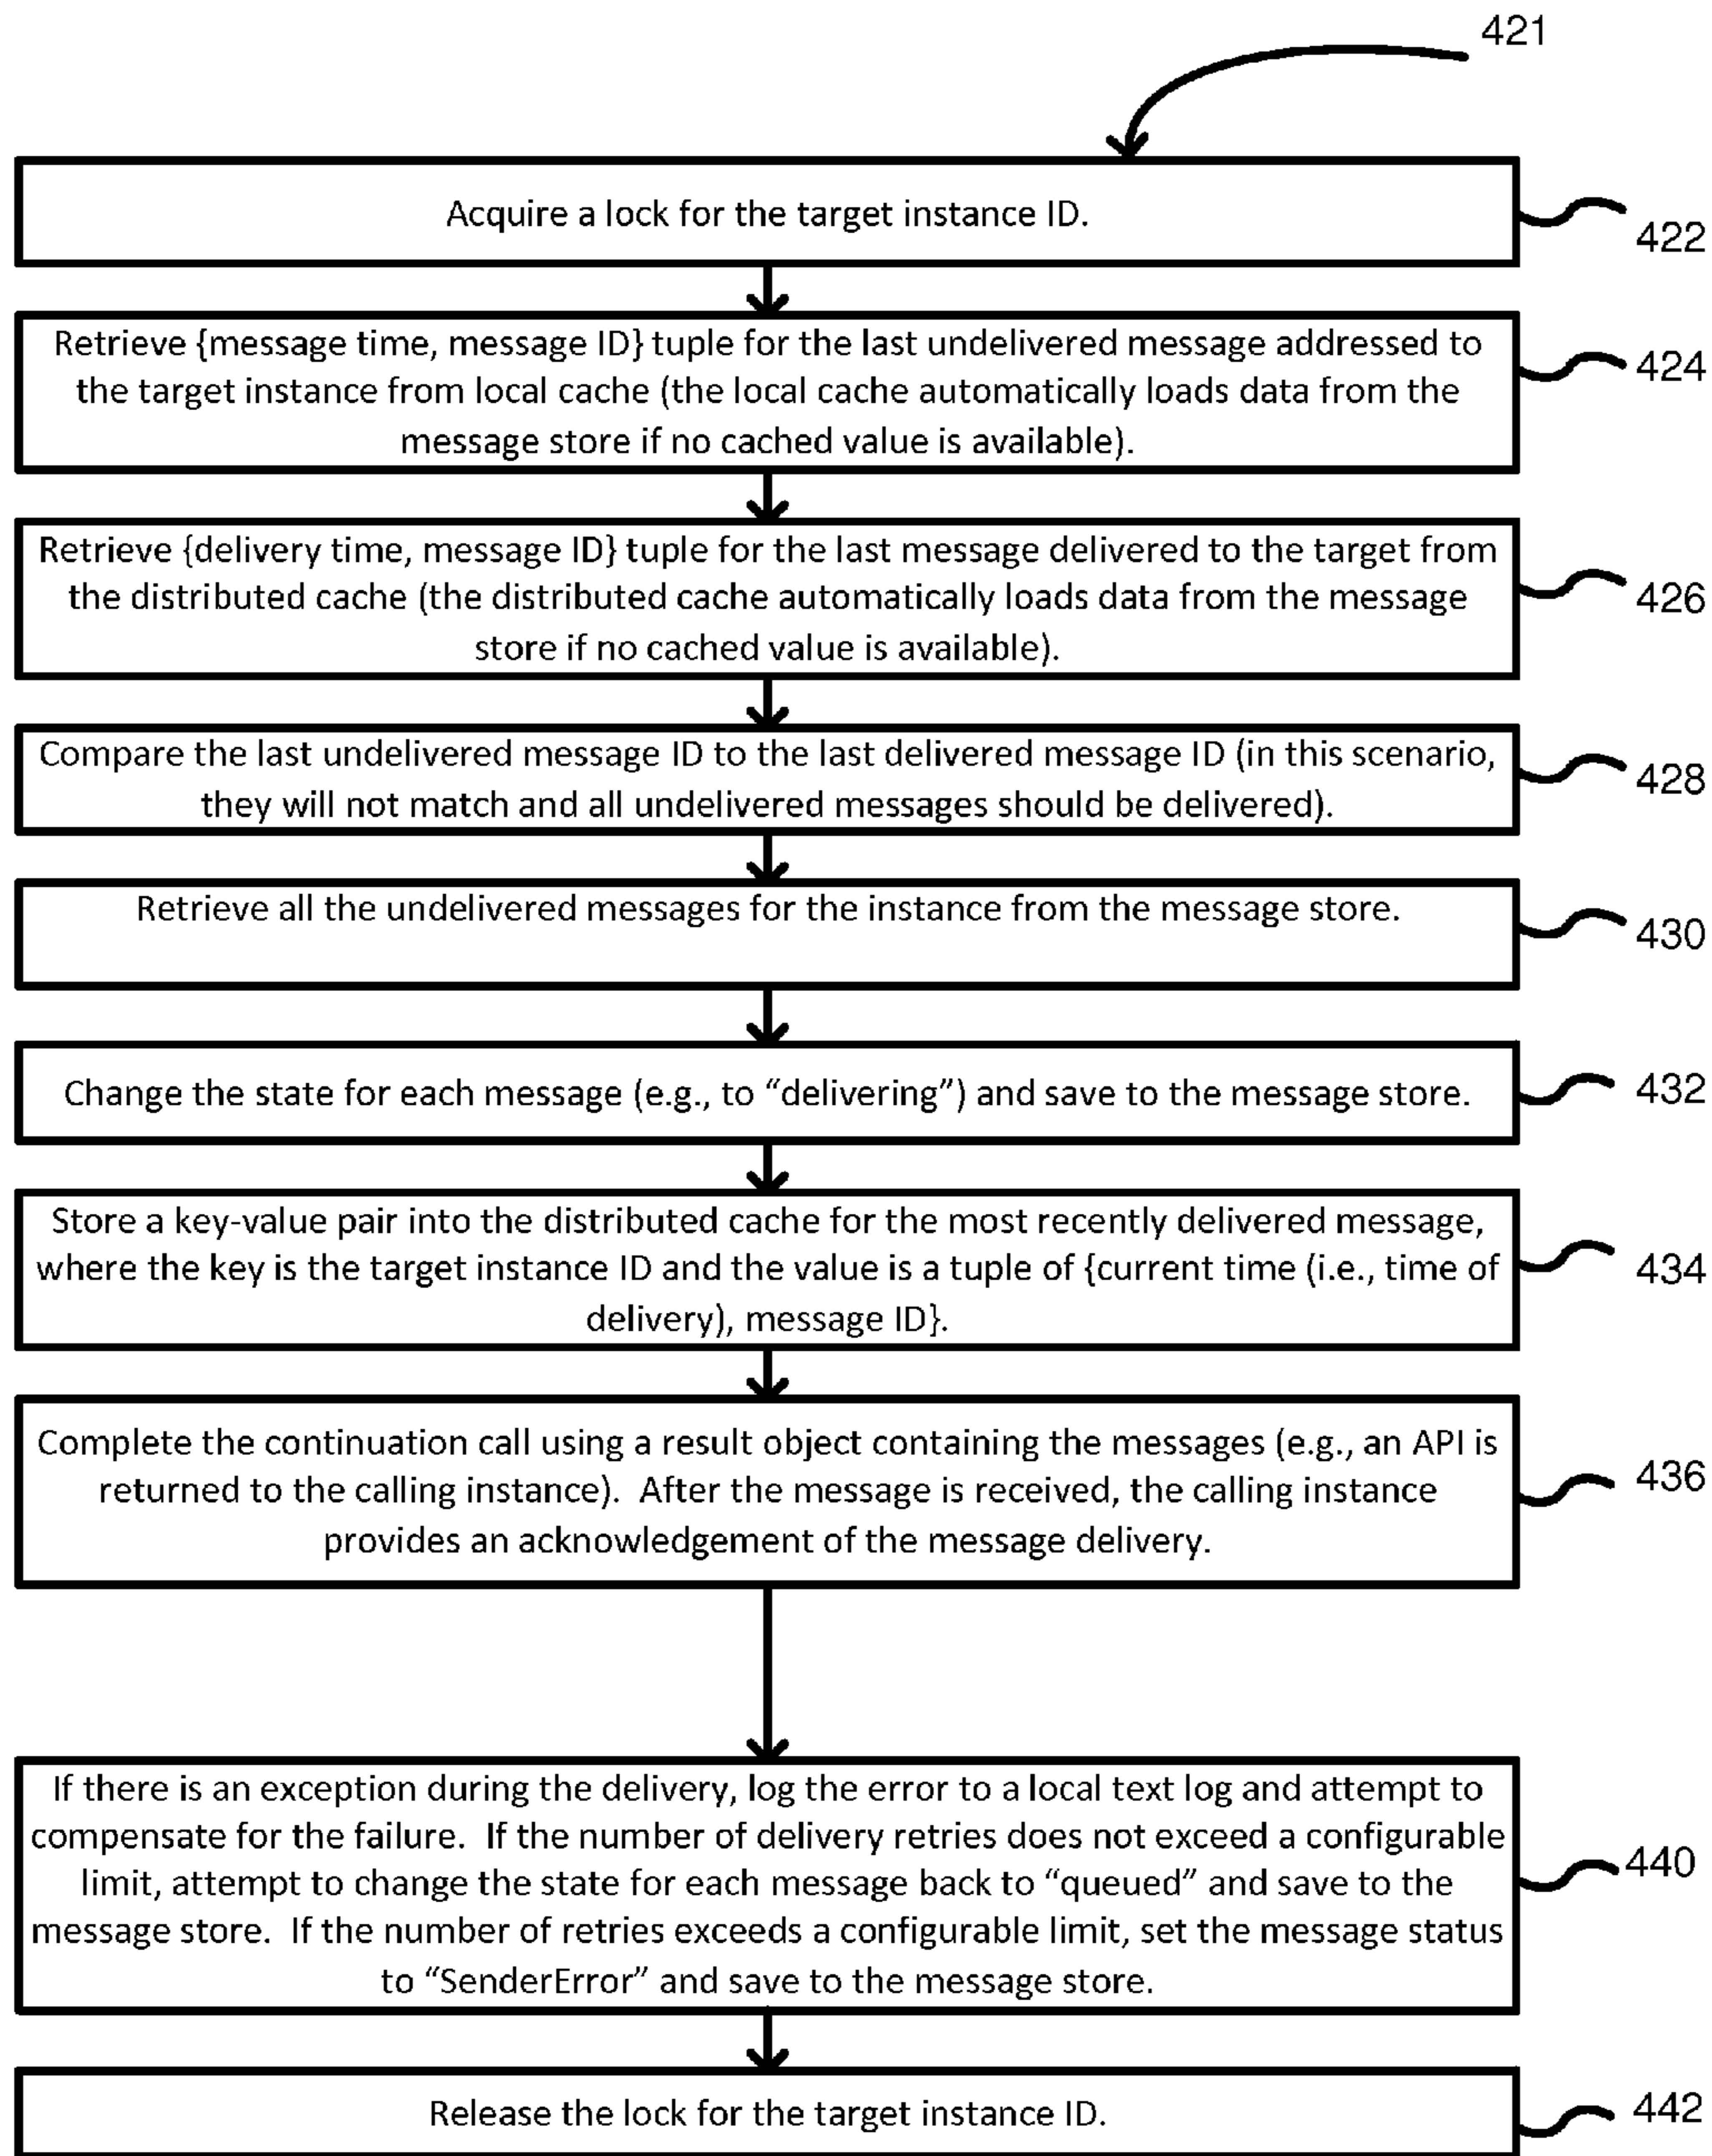 421
Acquire a lock for the target instance ID.
422
Retrieve {message time, message ID} tuple for the last undelivered message addressed to
the target instance from local cache (the local cache automatically loads data from the
message store if no cached value is available).
424
Retrieve {delivery time, message ID} tuple for the last message delivered to the target from
the distributed cache (the distributed cache automatically loads data from the message
store if no cached value is available).
426
Compare the last undelivered message ID to the last delivered message ID (in this scenario,
they will not match and all undelivered messages should be delivered).
428
Retrieve all the undelivered messages for the instance from the message store.
430
Change the state for each message (e.g., to “delivering”) and save to the message store.
432
Store a key-value pair into the distributed cache for the most recently delivered message,
where the key is the target instance ID and the value is a tuple of {current time (i.e., time of
delivery), message ID}.
434
Complete the continuation call using a result object containing the messages (e.g., an API is
returned to the calling instance).  After the message is received, the calling instance
provides an acknowledgement of the message delivery.
436
If there is an exception during the delivery, log the error to a local text log and attempt to
compensate for the failure.  If the number of delivery retries does not exceed a configurable
limit, attempt to change the state for each message back to “queued” and save to the
message store.  If the number of retries exceeds a configurable limit, set the message status
to “SenderError” and save to the message store.
440
Release the lock for the target instance ID.
442